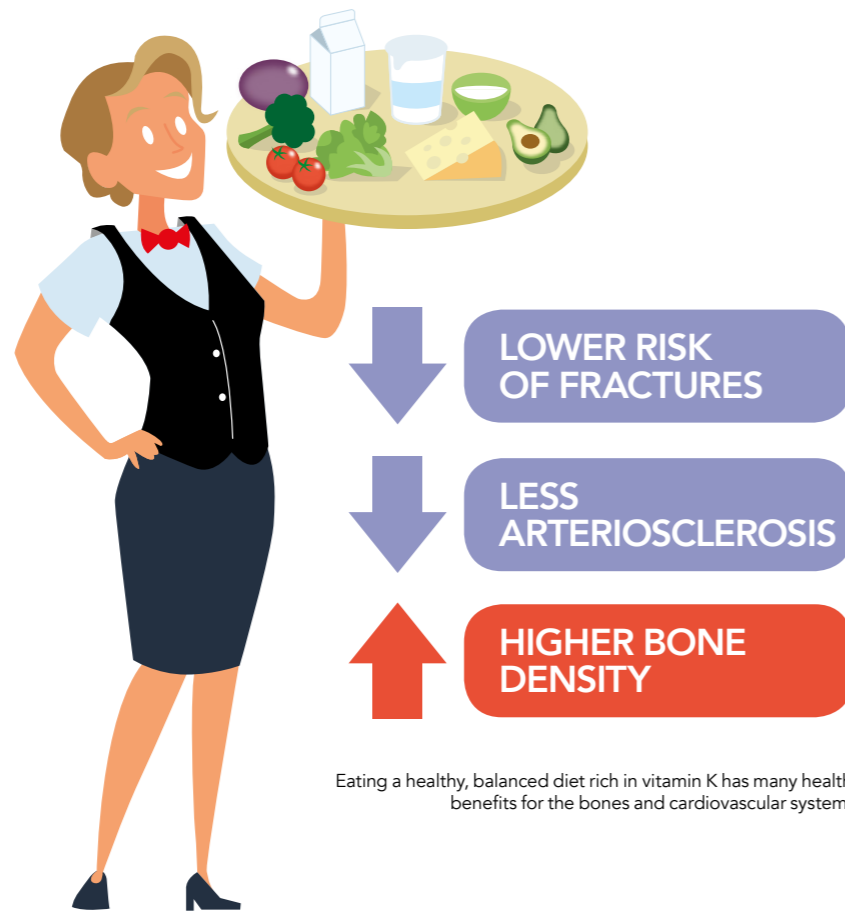 LOWER RISK
OF FRACTURES
LESS
ARTERIOSCLEROSIS
HIGHER BONE
DENSITY
Eating a healthy, balanced diet rich in vitamin K has many health
benefits for the bones and cardiovascular system